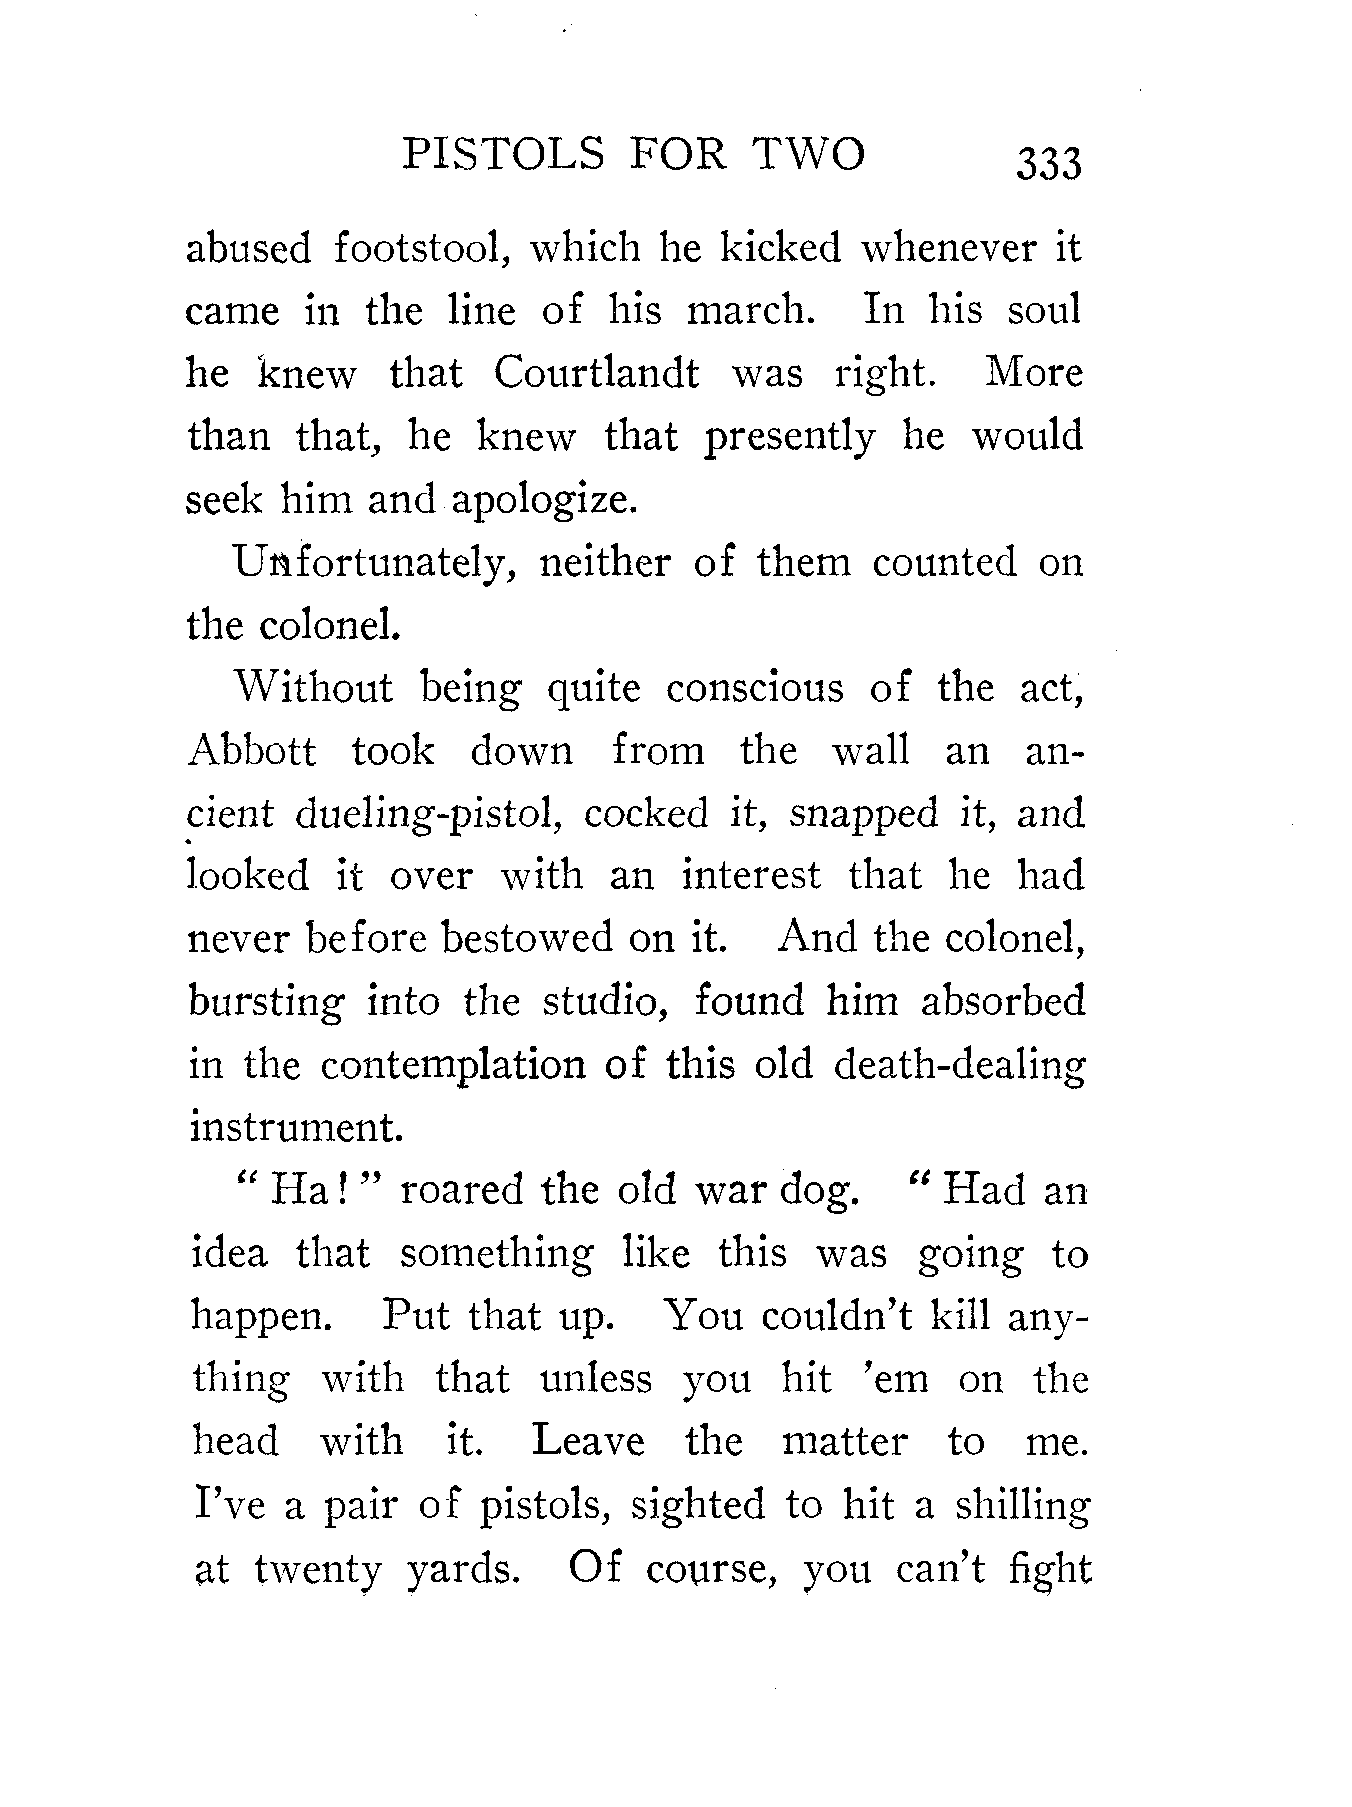 PISTOLS FOR TWO 333
abused footstool, which he kicked whenever it
came in the line of his march. In his soul
he knew that Courtlandt was right. More
than that, he knew that presently he would
seek him and apologize.
Unfortunately, neither of them counted on
the colonel.
Without being quite conscious of the act,
Abbott took down from the wall an an-
cient dueling-pistol, cocked it, snapped it, and
looked it over with an interest that he had
never before bestowed on it. And the colonel,
bursting into the studio, found him absorbed
in the contemplation of this old death-dealing
instrument.
" Ha! " roared the old war dog. " Had an
idea that something like this was going to
happen. Put that up. You couldn't kill any-
thing with that unless you hit 'em on the
head with it. Leave the matter to me.
I've a pair of pistols, sighted to hit a shilling
at twenty yards. Of course, you can't fight